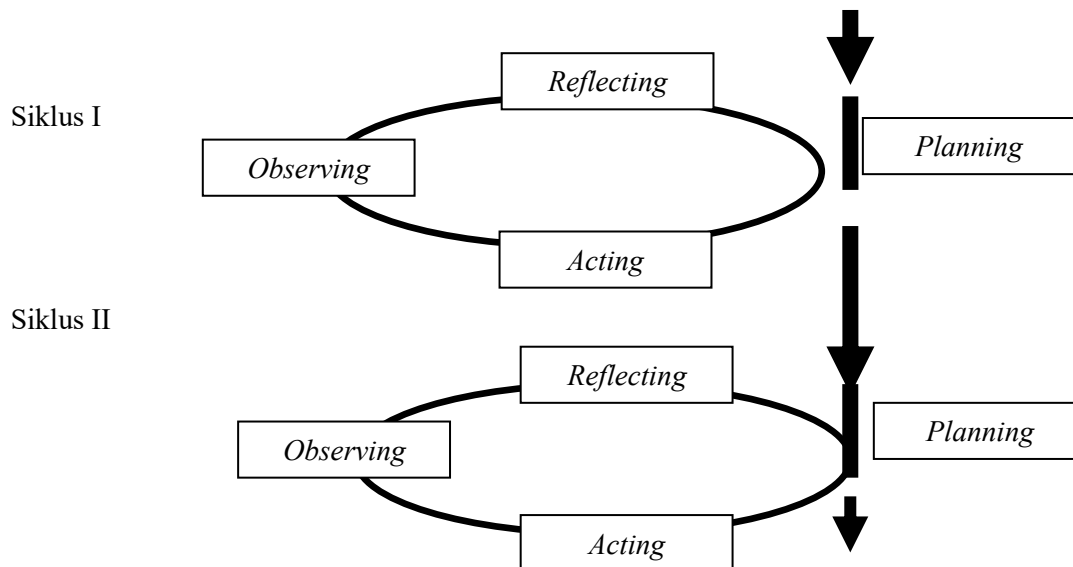 Reflecting
Siklus I
Planning
Observing
Acting
Siklus II
Reflecting
Planning
Observing
Acting